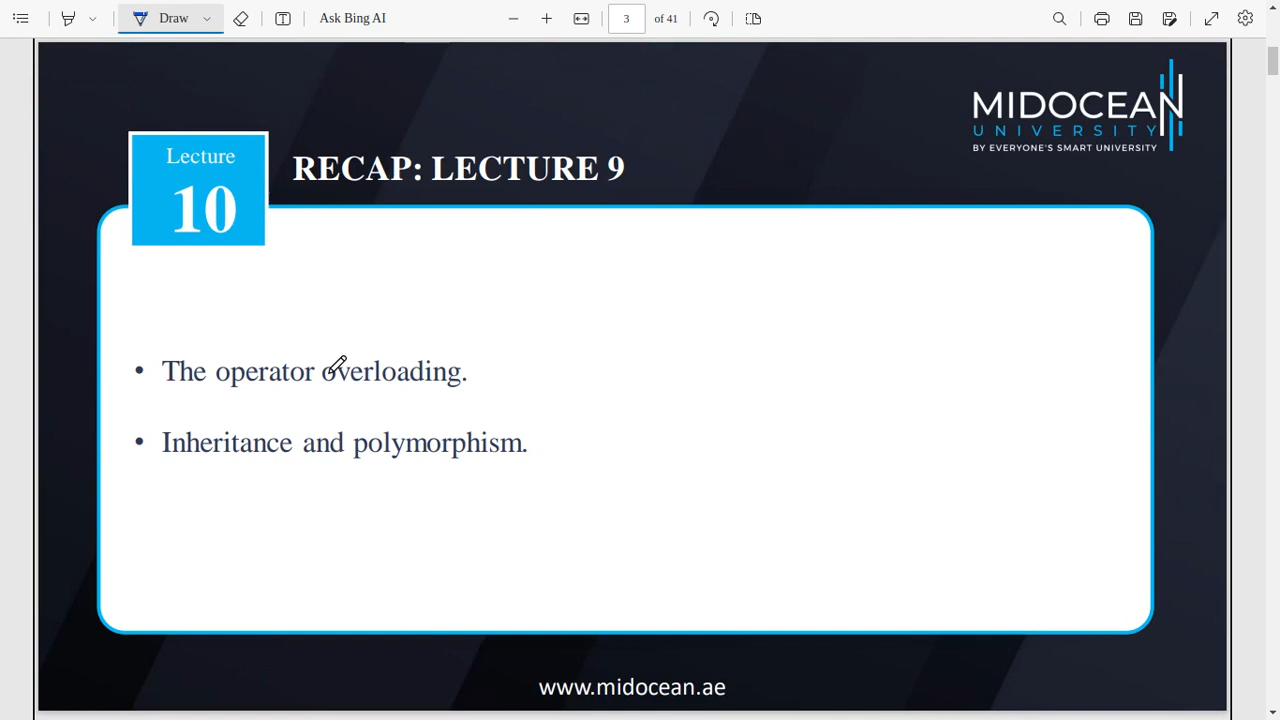 Draw
Ask Bing AI
3 of 41
MIDOCEAN
UNIVERSITY
BY EVERYONE'S SMART UNIVERSITY
Lecture
10
RECAP: LECTURE 9
• The operator overloading.
• Inheritance and polymorphism.
www.midocean.ae